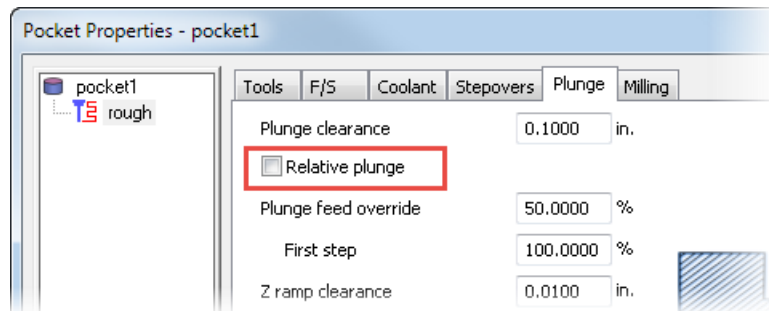 Pocket Properties - pocket1
pocket1
rough
Tools F/S Coolant Stepovers Plunge Milling
Plunge clearance 0.1000 in.
Relative plunge
Plunge feed override 50.0000 %
First step 100.0000 %
Z ramp clearance 0.0100 in.